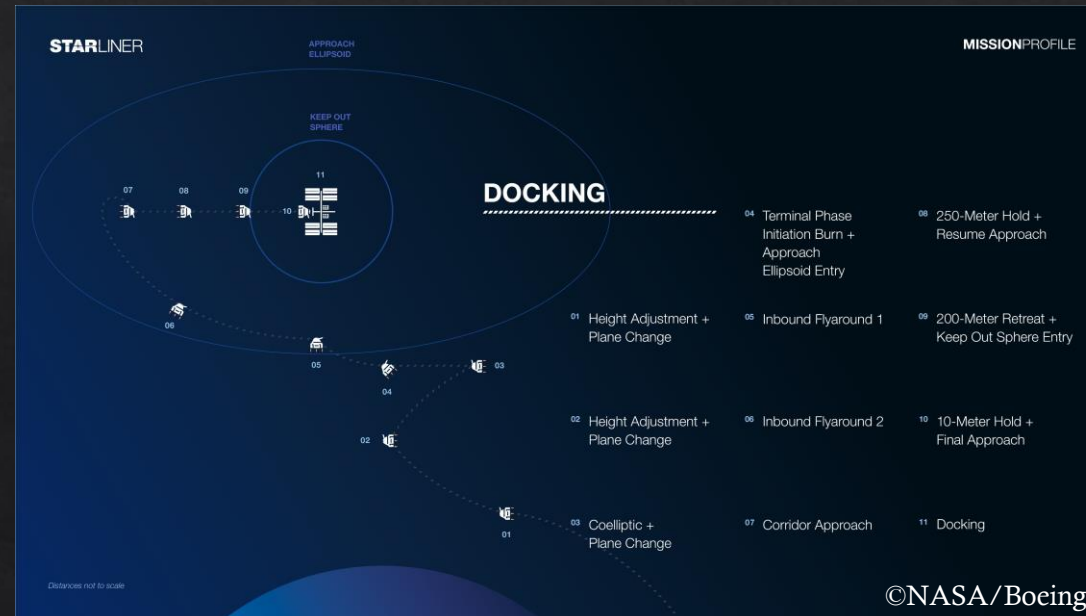 STARLINER
MISSIONPROFILE
APPROACH
ELLIPSOID
KEEP OUT
SPHERE
11
07
08
09
10
06
05
04
03
02
01
DOCKING
01 Height Adjustment +
Plane Change
02 Height Adjustment +
Plane Change
03 Coelliptic +
Plane Change
04 Terminal Phase
Initiation Burn +
Approach
Ellipsoid Entry
05 Inbound Flyaround 1
06 Inbound Flyaround 2
07 Corridor Approach
08 250-Meter Hold +
Resume Approach
09 200-Meter Retreat +
Keep Out Sphere Entry
10 10-Meter Hold +
Final Approach
11 Docking
Distances not to scale
©NASA/Boeing